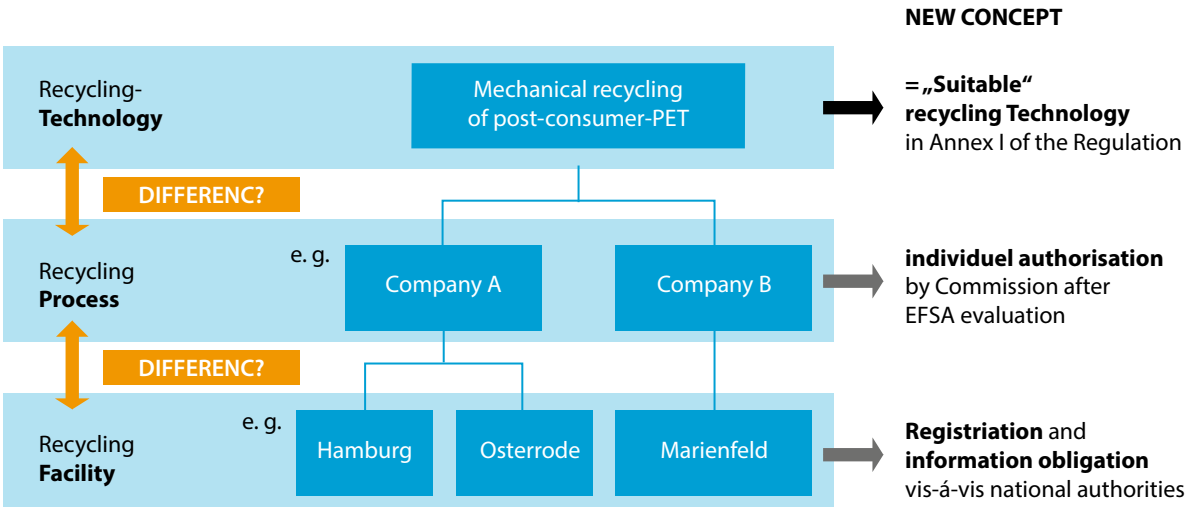 NEW CONCEPT
Recycling-
Technology
Mechanical recycling
of post-consumer-PET
= „Suitable“
recycling Technology
in Annex I of the Regulation
DIFFERENC?
Recycling
Process
e. g.
Company A
Company B
individuel authorisation
by Commission after
EFSA evaluation
DIFFERENC?
Recycling
Facility
e. g.
Hamburg
Osterrode
Marienfeld
Registriation and
information obligation
vis-á-vis national authorities